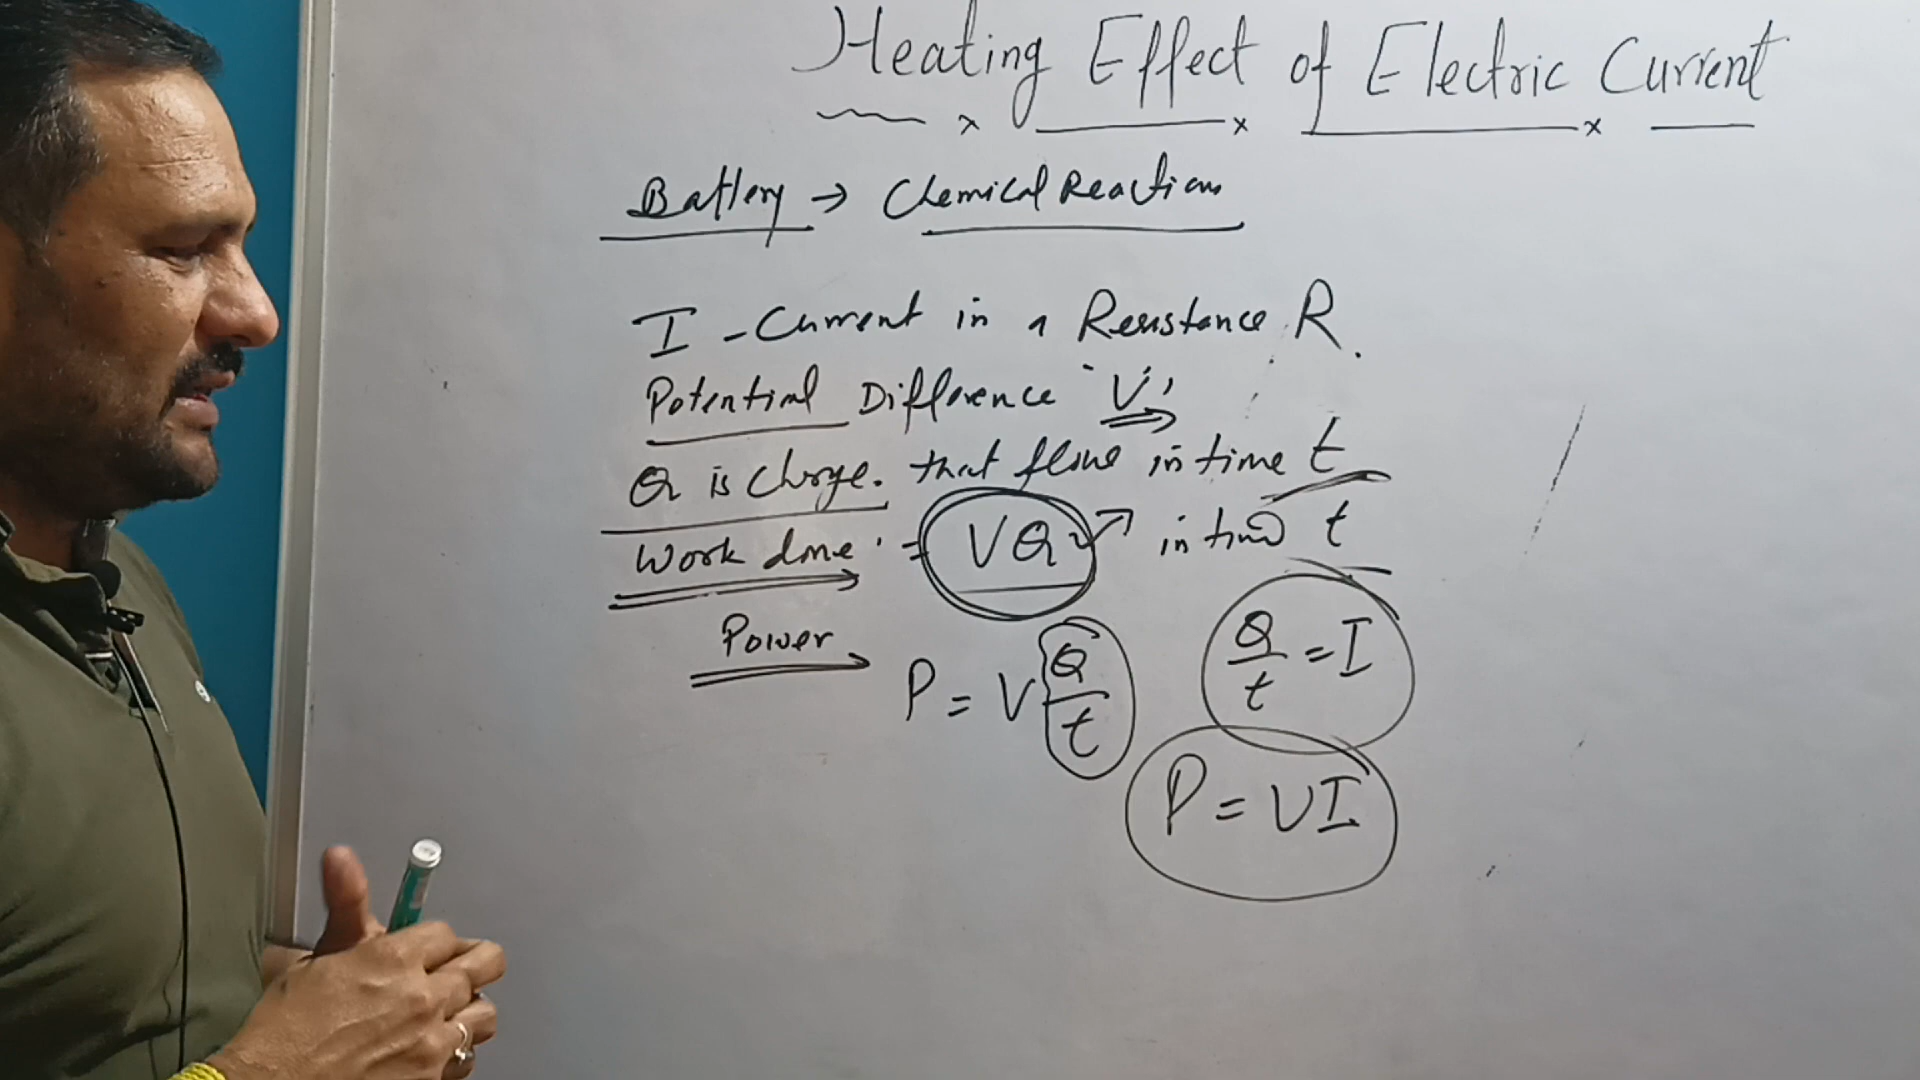 Heating Effect of Electric Current
Battery → Chemical Reactions
I - Current in a Resistance R.
Potential Difference 'V'
Q is charge. that flows in time t
Work done = VQ in time t
Power P = V Q/t
Q/t = I
P = VI